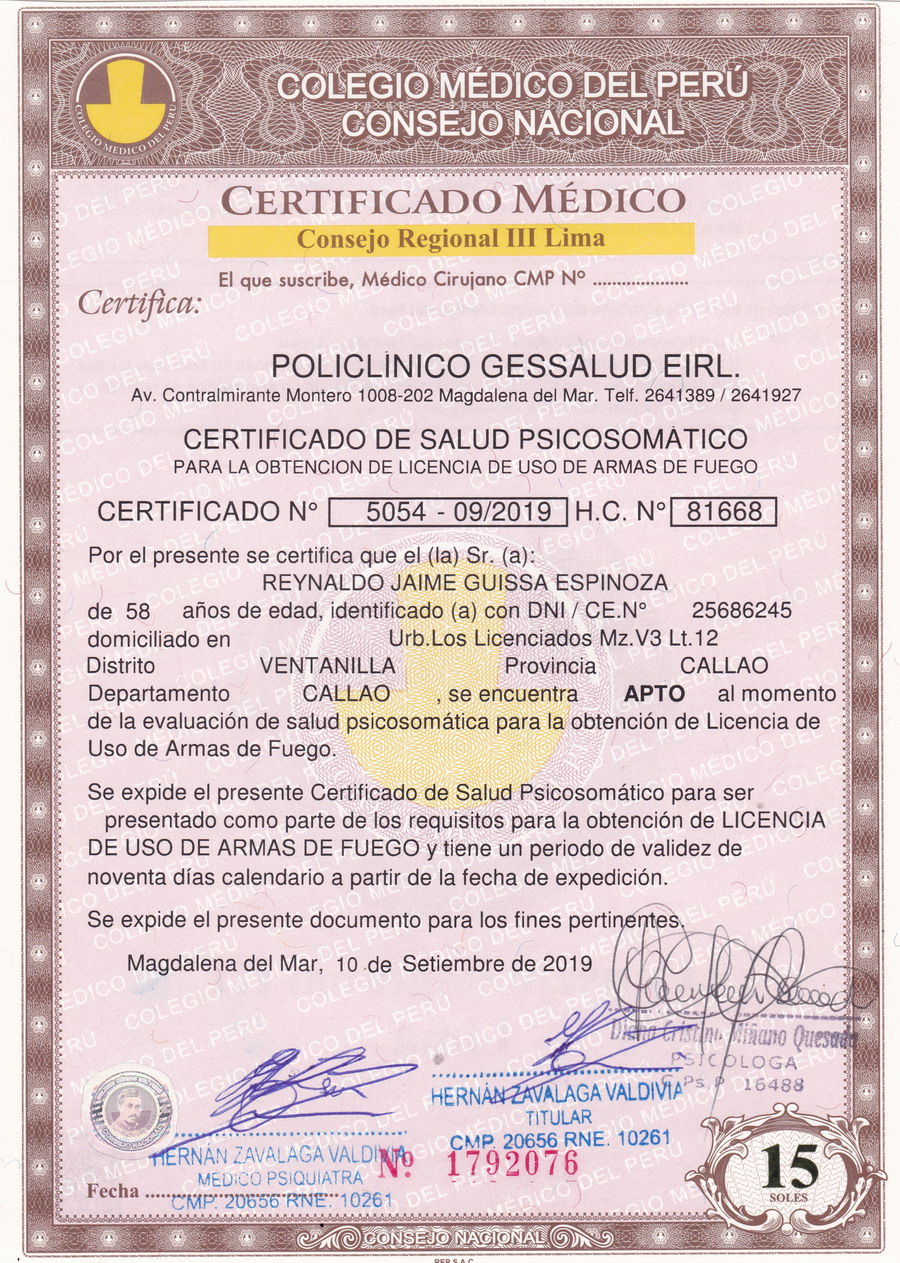 COLEGIO MÉDICO DEL PERÚ
CONSEJO NACIONAL
COLEGIO MEDICO DEL PERU
CERTIFICADO MÉDICO
Consejo Regional III Lima
El que suscribe, Médico Cirujano CMP Nº ...................
Certifica:
POLICLÍNICO GESSALUD EIRL.
Av. Contralmirante Montero 1008-202 Magdalena del Mar. Telf. 2641389 / 2641927
CERTIFICADO DE SALUD PSICOSOMÁTICO
PARA LA OBTENCION DE LICENCIA DE USO DE ARMAS DE FUEGO
CERTIFICADO N° 5054 - 09/2019 H.C. N° 81668
Por el presente se certifica que el (la) Sr. (a):
REYNALDO JAIME GUISSA ESPINOZA
de 58 años de edad, identificado (a) con DNI / CE.N° 25686245
domiciliado en Urb.Los Licenciados Mz.V3 Lt.12
Distrito VENTANILLA Provincia CALLAO
Departamento CALLAO , se encuentra APTO al momento
de la evaluación de salud psicosomática para la obtención de Licencia de
Uso de Armas de Fuego.
Se expide el presente Certificado de Salud Psicosomático para ser
presentado como parte de los requisitos para la obtención de LICENCIA
DE USO DE ARMAS DE FUEGO y tiene un periodo de validez de
noventa días calendario a partir de la fecha de expedición.
Se expide el presente documento para los fines pertinentes.
Magdalena del Mar, 10 de Setiembre de 2019
Diana Cristina Miñano Quesada
PSICOLOGA
C. Ps. P. 16488
HERNÁN ZAVALAGA VALDIVIA
TITULAR
CMP. 20656 RNE. 10261
HERNÁN ZAVALAGA VALDIVIA
MÉDICO PSIQUIATRA
CMP. 20656 RNE. 10261
Nº 1792076
Fecha ...................................
CONSEJO NACIONAL
15
SOLES
CONSEJO NACIONAL